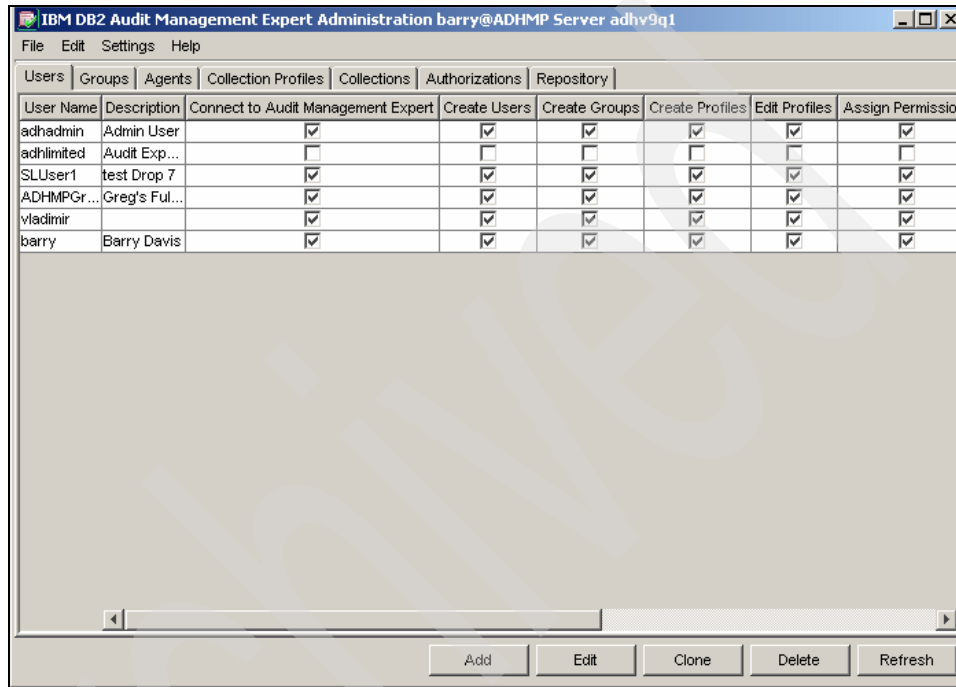 IBM DB2 Audit Management Expert Administration barry@ADHMP Server adhv9q1
File Edit Settings Help
Users Groups Agents Collection Profiles Collections Authorizations Repository
User Name Description Connect to Audit Management Expert Create Users Create Groups Create Profiles Edit Profiles Assign Permissio
adhadmin Admin User
adhlimited Audit Exp...
SLUser1 test Drop 7
ADHMPGr... Greg's Ful...
vladimir
barry Barry Davis
Add Edit Clone Delete Refresh